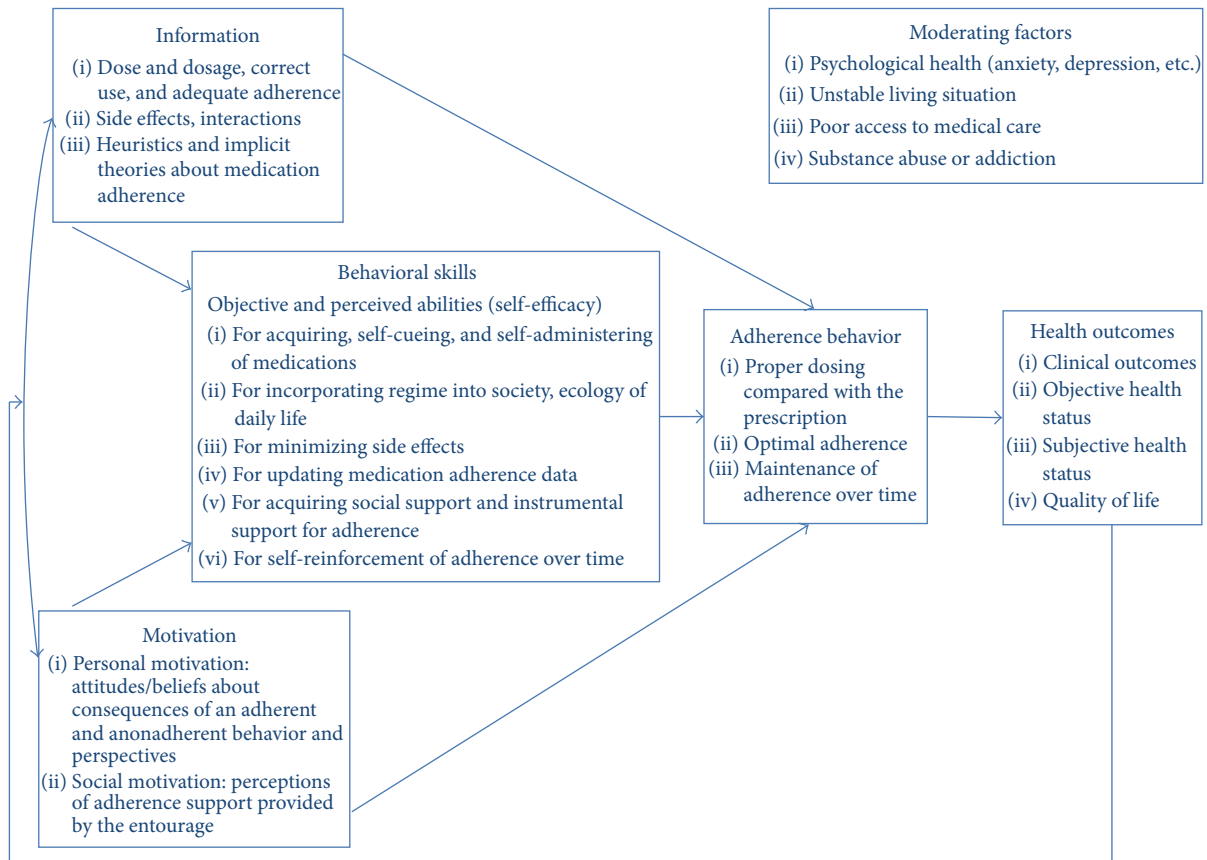 Information
(i) Dose and dosage, correct
use, and adequate adherence
(ii) Side effects, interactions
(iii) Heuristics and implicit
theories about medication
adherence
Moderating factors
(i) Psychological health (anxiety, depression, etc.)
(ii) Unstable living situation
(iii) Poor access to medical care
(iv) Substance abuse or addiction
Behavioral skills
Objective and perceived abilities (self-efficacy)
(i) For acquiring, self-cueing, and self-administering
of medications
(ii) For incorporating regime into society, ecology of
daily life
(iii) For minimizing side effects
(iv) For updating medication adherence data
(v) For acquiring social support and instrumental
support for adherence
(vi) For self-reinforcement of adherence over time
Adherence behavior
(i) Proper dosing
compared with the
prescription
(ii) Optimal adherence
(iii) Maintenance of
adherence over time
Health outcomes
(i) Clinical outcomes
(ii) Objective health
status
(iii) Subjective health
status
(iv) Quality of life
Motivation
(i) Personal motivation:
attitudes/beliefs about
consequences of an adherent
and anonadherent behavior and
perspectives
(ii) Social motivation: perceptions
of adherence support provided
by the entourage